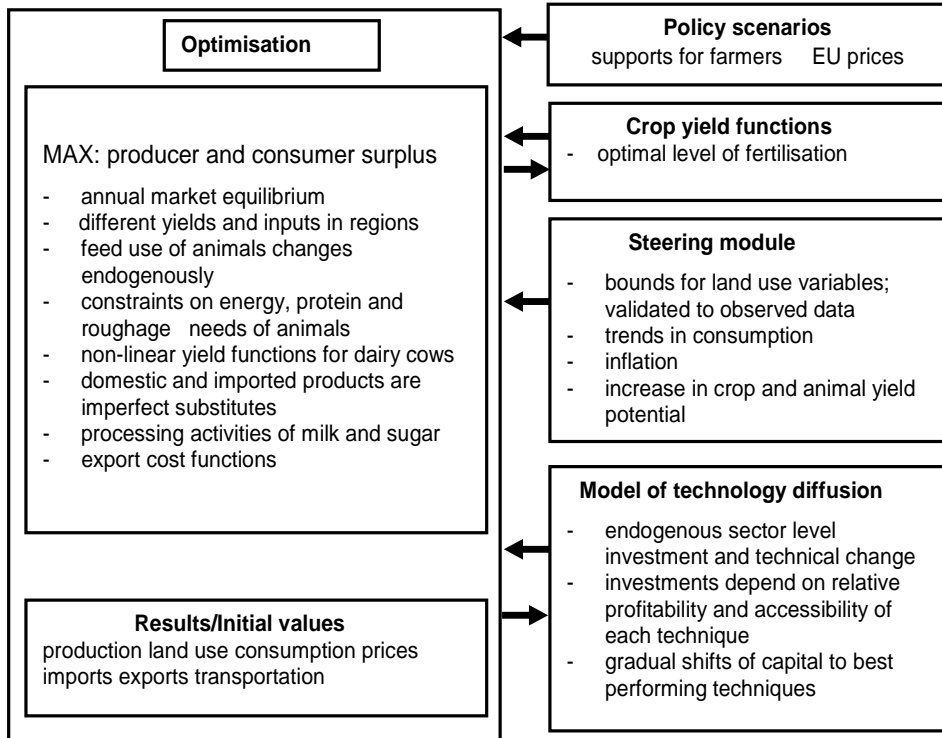 Optimisation
MAX: producer and consumer surplus
- annual market equilibrium
- different yields and inputs in regions
- feed use of animals changes
endogenously
- constraints on energy, protein and
roughage needs of animals
- non-linear yield functions for dairy cows
- domestic and imported products are
imperfect substitutes
- processing activities of milk and sugar
- export cost functions
Results/Initial values
production land use consumption prices
imports exports transportation
Policy scenarios
supports for farmers EU prices
Crop yield functions
- optimal level of fertilisation
Steering module
- bounds for land use variables;
validated to observed data
- trends in consumption
- inflation
- increase in crop and animal yield
potential
Model of technology diffusion
- endogenous sector level
investment and technical change
- investments depend on relative
profitability and accessibility of
each technique
- gradual shifts of capital to best
performing techniques